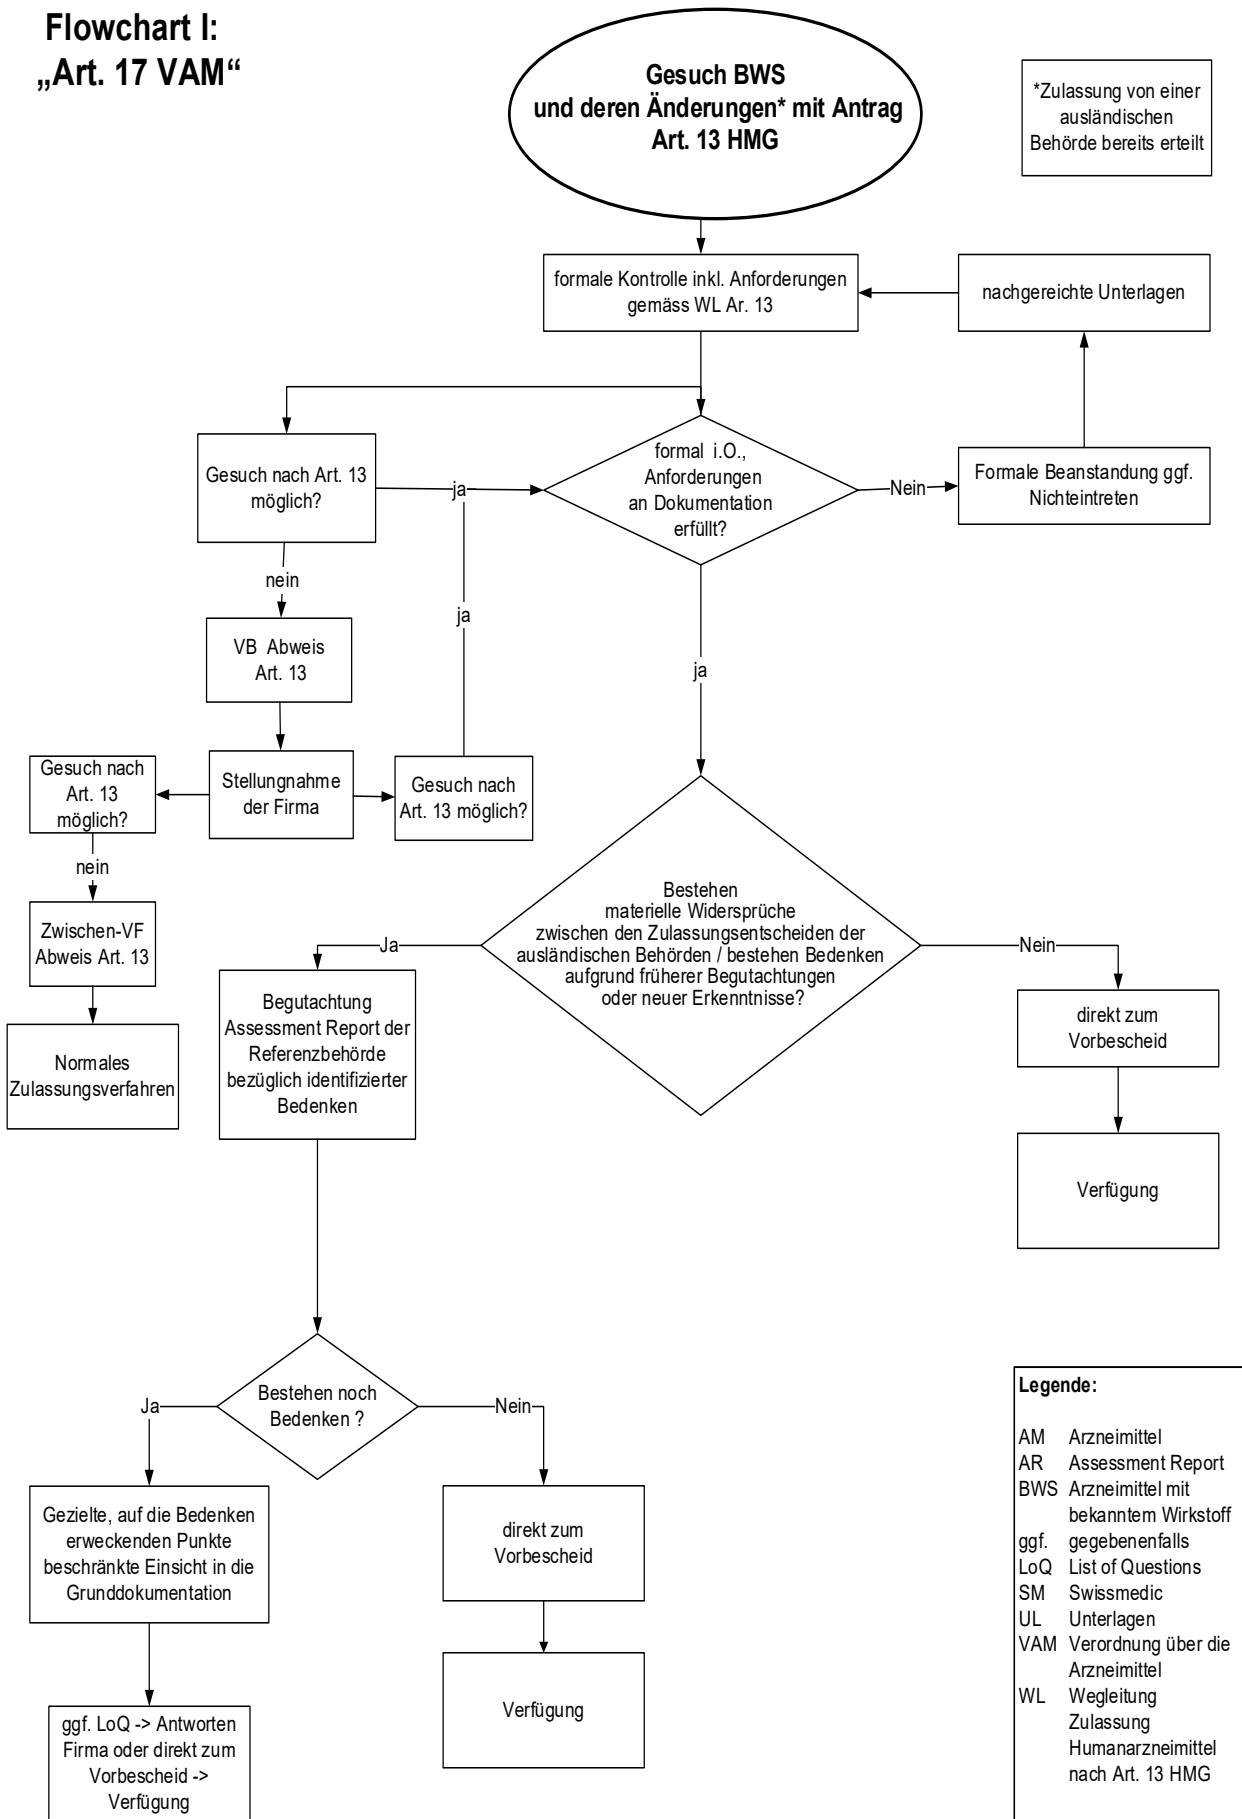 Flowchart I:
„Art. 17 VAM“
Gesuch BWS
und deren Änderungen* mit Antrag
Art. 13 HMG
*Zulassung von einer
ausländischen
Behörde bereits erteilt
formale Kontrolle inkl. Anforderungen
gemäss WL Ar. 13
nachgereichte Unterlagen
Gesuch nach Art. 13
möglich?
ja
formal i.O.,
Anforderungen
an Dokumentation
erfüllt?
Nein
Formale Beanstandung ggf.
Nichteintreten
nein
ja
VB Abweis
Art. 13
ja
Gesuch nach
Art. 13
möglich?
Stellungnahme
der Firma
Gesuch nach
Art. 13 möglich?
nein
Zwischen-VF
Abweis Art. 13
Normales
Zulassungsverfahren
Ja
Bestehen
materielle Widersprüche
zwischen den Zulassungsentscheiden der
ausländischen Behörden / bestehen Bedenken
aufgrund früherer Begutachtungen
oder neuer Erkenntnisse?
Nein
Begutachtung
Assessment Report der
Referenzbehörde
bezüglich identifizierter
Bedenken
direkt zum
Vorbescheid
Verfügung
Ja
Bestehen noch
Bedenken ?
Nein
Gezielte, auf die Bedenken
erweckenden Punkte
beschränkte Einsicht in die
Grunddokumentation
direkt zum
Vorbescheid
ggf. LoQ -> Antworten
Firma oder direkt zum
Vorbescheid ->
Verfügung
Verfügung
Legende:
AM Arzneimittel
AR Assessment Report
BWS Arzneimittel mit
bekanntem Wirkstoff
ggf. gegebenenfalls
LoQ List of Questions
SM Swissmedic
UL Unterlagen
VAM Verordnung über die
Arzneimittel
WL Wegleitung
Zulassung
Humanarzneimittel
nach Art. 13 HMG